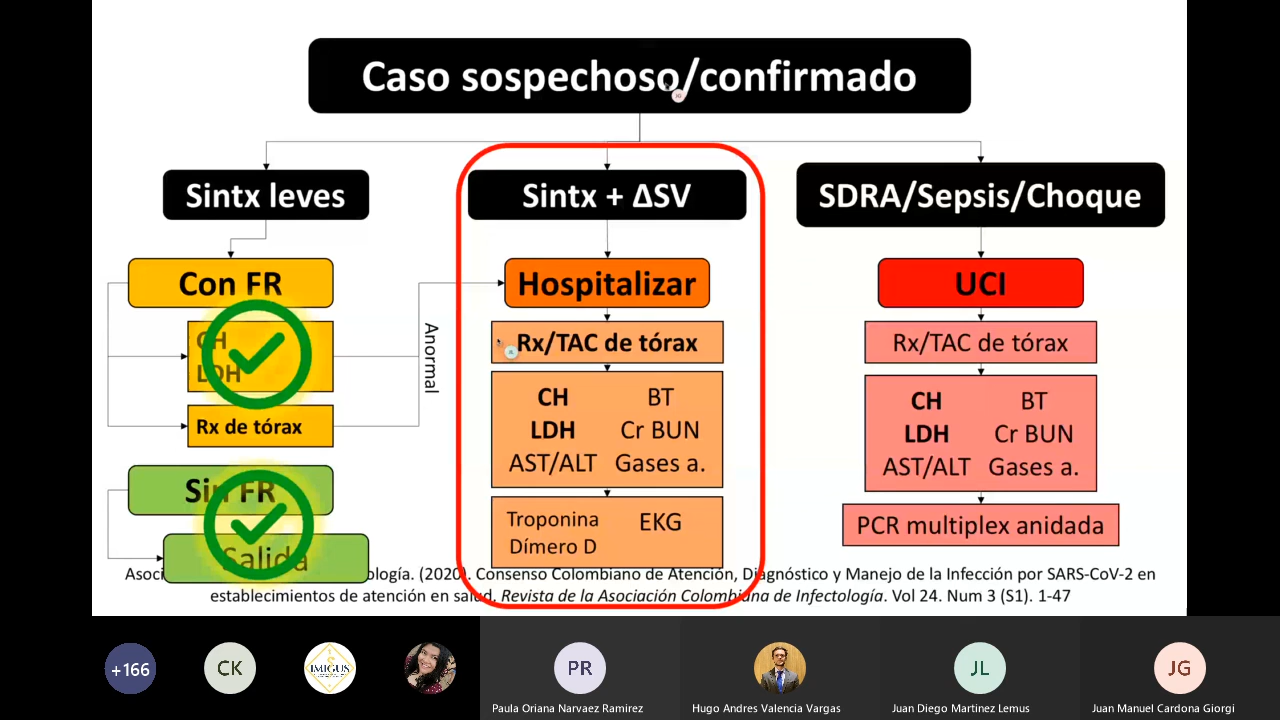 Caso sospechoso/confirmado
Sintx leves
Sintx + ΔSV
SDRA/Sepsis/Choque
Con FR
CH
LDH
Rx de tórax
Anormal
Sin FR
Salida
Hospitalizar
Rx/TAC de tórax
CH BT
LDH Cr BUN
AST/ALT Gases a.
Troponina EKG
Dímero D
UCI
Rx/TAC de tórax
CH BT
LDH Cr BUN
AST/ALT Gases a.
PCR multiplex anidada
ología. (2020). Consenso Colombiano de Atención, Diagnóstico y Manejo de la Infección por SARS-CoV-2 en
establecimientos de atención en salud. Revista de la Asociación Colombiana de Infectología. Vol 24. Num 3 (S1). 1-47
+166
CK
IMIGUS
PR
JL
JG
Paula Oriana Narvaez Ramirez
Hugo Andres Valencia Vargas
Juan Diego Martinez Lemus
Juan Manuel Cardona Giorgi